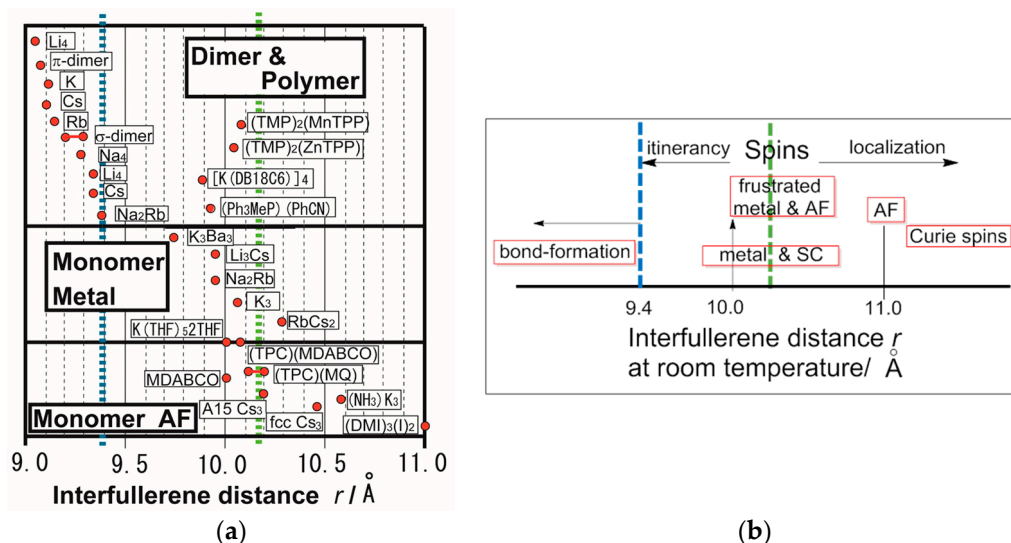 Li4
π-dimer
K
Cs
Rb
σ-dimer
Na4
Li4
Cs
Na2Rb
Dimer &
Polymer
(TMP)2(MnTPP)
(TMP)2(ZnTPP)
[K(DB18C6)]4
(Ph3MeP)(PhCN)
Monomer
Metal
K3Ba3
Li3Cs
Na2Rb
K3
RbCs2
K(THF)52THF
(TPC)(MDABCO)
(TPC)(MQ)
MDABCO
A15 Cs3
fcc Cs3
(NH3)K3
(DMI)3(I)2
Monomer AF
9.0 9.5 10.0 10.5 11.0
Interfullerene distance r/Å
(a)
itinerancy Spins localization
frustrated
metal & AF
AF
Curie spins
bond-formation
metal & SC
9.4 10.0 11.0
Interfullerene distance r
at room temperature/ Å
(b)